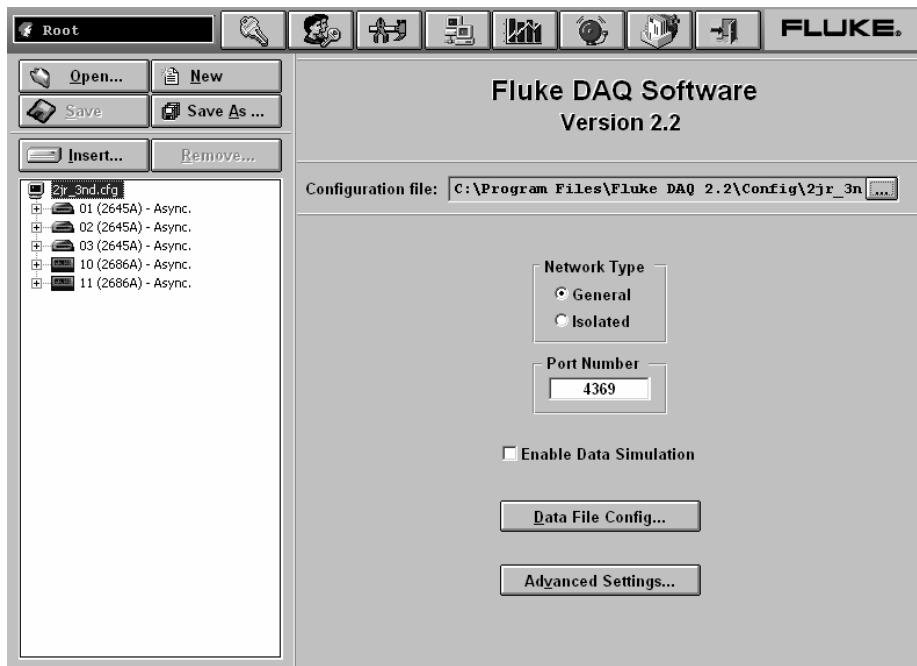 Root
FLUKE.
Open... New
Save Save As ...
Insert... Remove...
2jr_3nd.cfg
01 (2645A) - Async.
02 (2645A) - Async.
03 (2645A) - Async.
10 (2686A) - Async.
11 (2686A) - Async.
Fluke DAQ Software
Version 2.2
Configuration file: C:\Program Files\Fluke DAQ 2.2\Config\2jr_3n ...
Network Type
General
Isolated
Port Number
4369
Enable Data Simulation
Data File Config...
Advanced Settings...